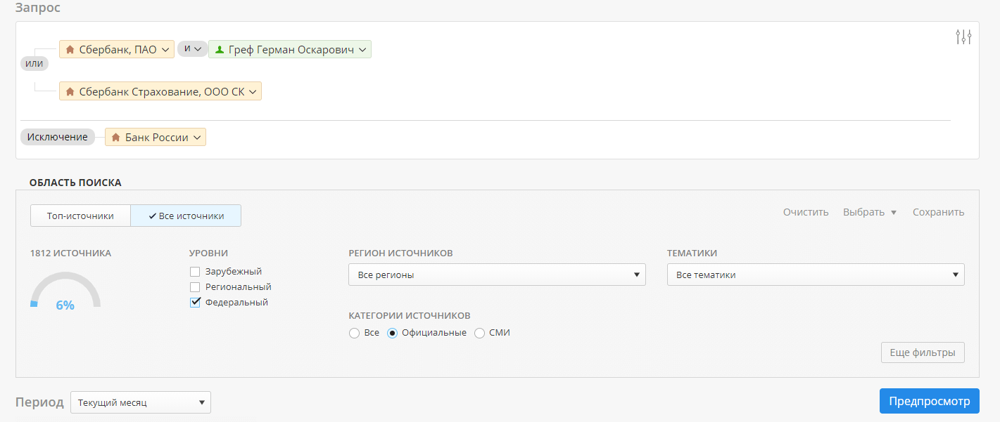 Запрос
Сбербанк, ПАО и Греф Герман Оскарович
или
Сбербанк Страхование, ООО СК
Исключение Банк России
ОБЛАСТЬ ПОИСКА
Топ-источники Все источники Очистить Выбрать Сохранить
1812 ИСТОЧНИКА УРОВНИ РЕГИОН ИСТОЧНИКОВ ТЕМАТИКИ
Зарубежный
Все регионы Все тематики
Региональный
6% Федеральный
КАТЕГОРИИ ИСТОЧНИКОВ
Все Официальные СМИ
Еще фильтры
Период Текущий месяц Предпросмотр